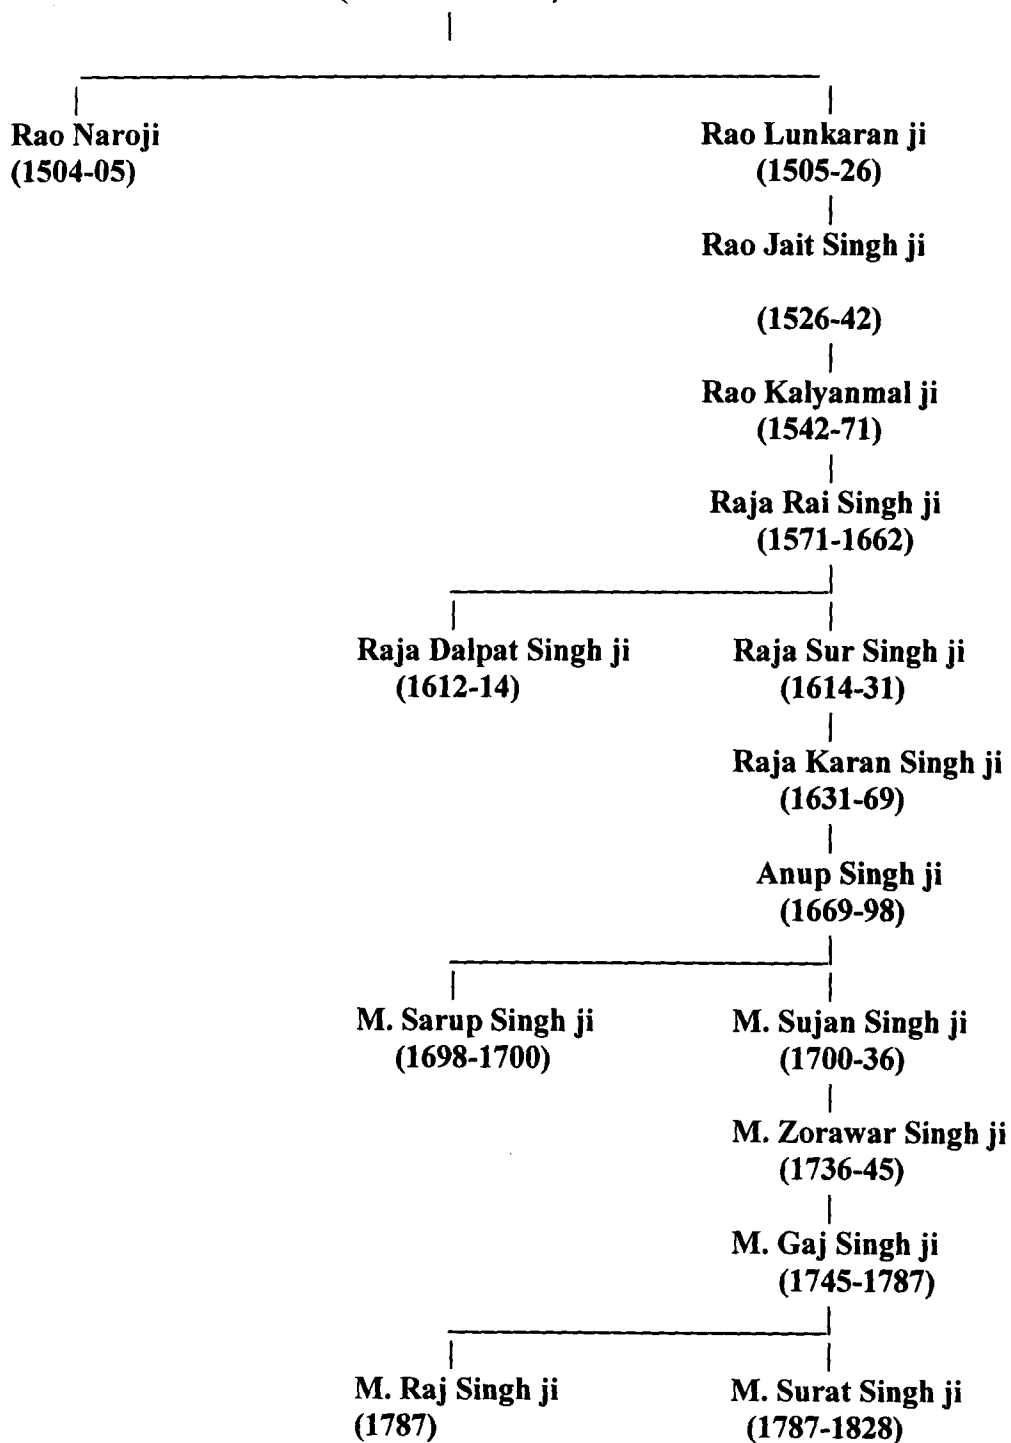 Rao Naroji
(1504-05)
Rao Lunkaran ji
(1505-26)
Rao Jait Singh ji
(1526-42)
Rao Kalyanmal ji
(1542-71)
Raja Rai Singh ji
(1571-1662)
Raja Dalpat Singh ji
(1612-14)
Raja Sur Singh ji
(1614-31)
Raja Karan Singh ji
(1631-69)
Anup Singh ji
(1669-98)
M. Sarup Singh ji
(1698-1700)
M. Sujan Singh ji
(1700-36)
M. Zorawar Singh ji
(1736-45)
M. Gaj Singh ji
(1745-1787)
M. Raj Singh ji
(1787)
M. Surat Singh ji
(1787-1828)